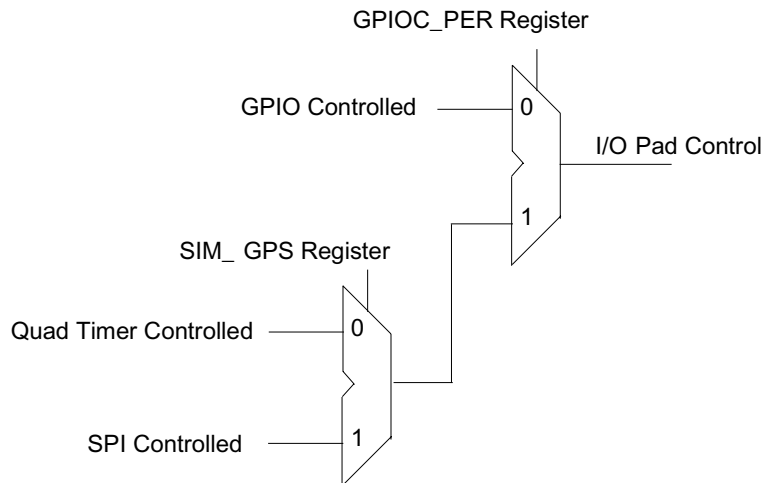 GPIOC_PER Register
GPIO Controlled
0
I/O Pad Control
1
SIM_ GPS Register
Quad Timer Controlled
0
SPI Controlled
1